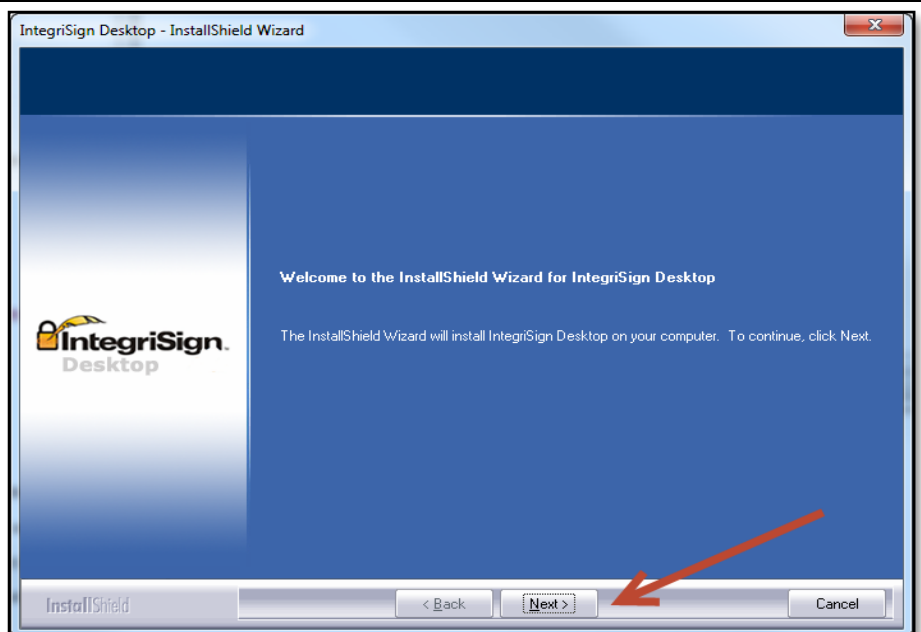 IntegriSign Desktop - InstallShield Wizard
x
Welcome to the InstallShield Wizard for IntegriSign Desktop
The InstallShield Wizard will install IntegriSign Desktop on your computer. To continue, click Next.
IntegriSign.
Desktop
InstallShield
< Back
Next >
Cancel